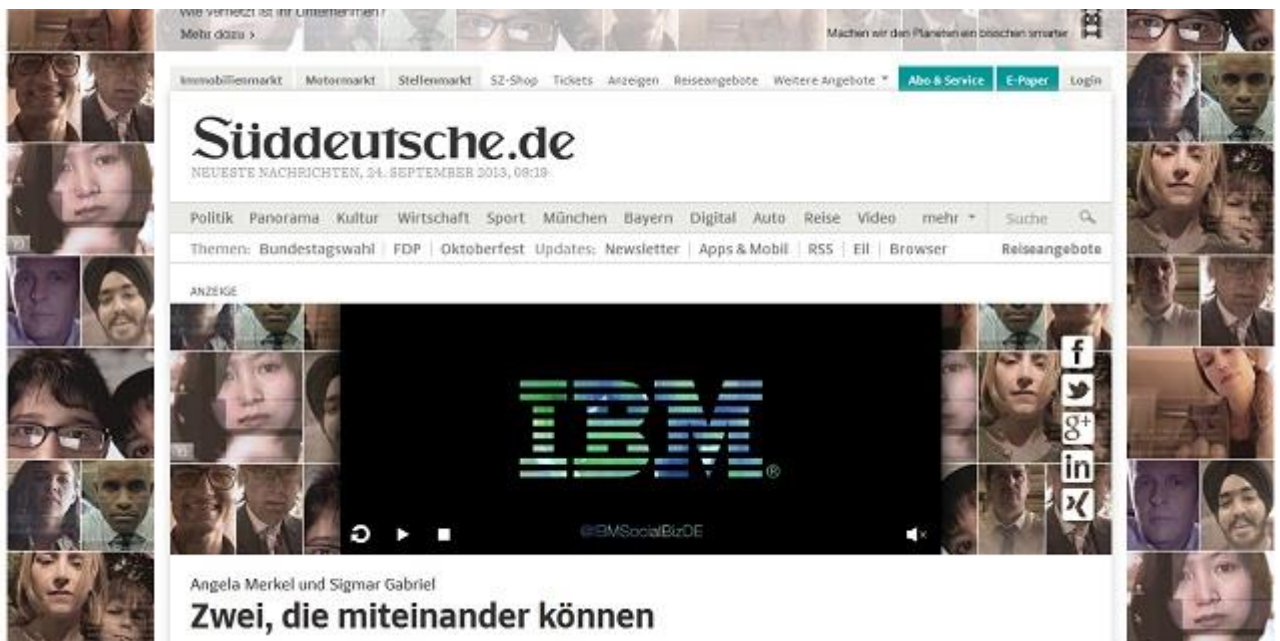 Wie vernetzt ist Ihr Unternehmen?
Mehr dazu >
Machen wir den Planeten ein bisschen smarter
Immobilienmarkt Motormarkt Stellenmarkt SZ-Shop Tickets Anzeigen Reiseangebote Weitere Angebote Abo & Service E-Paper Login
Süddeutsche.de
NEUESTE NACHRICHTEN, 24. SEPTEMBER 2013, 09:19
Politik Panorama Kultur Wirtschaft Sport München Bayern Digital Auto Reise Video mehr Suche
Themen: Bundestagswahl | FDP | Oktoberfest Updates: Newsletter | Apps & Mobil | RSS | Eil | Browser Reiseangebote
ANZEIGE
IBM®
f
g+
in
@IBMSocialBizDE
Angela Merkel und Sigmar Gabriel
Zwei, die miteinander können